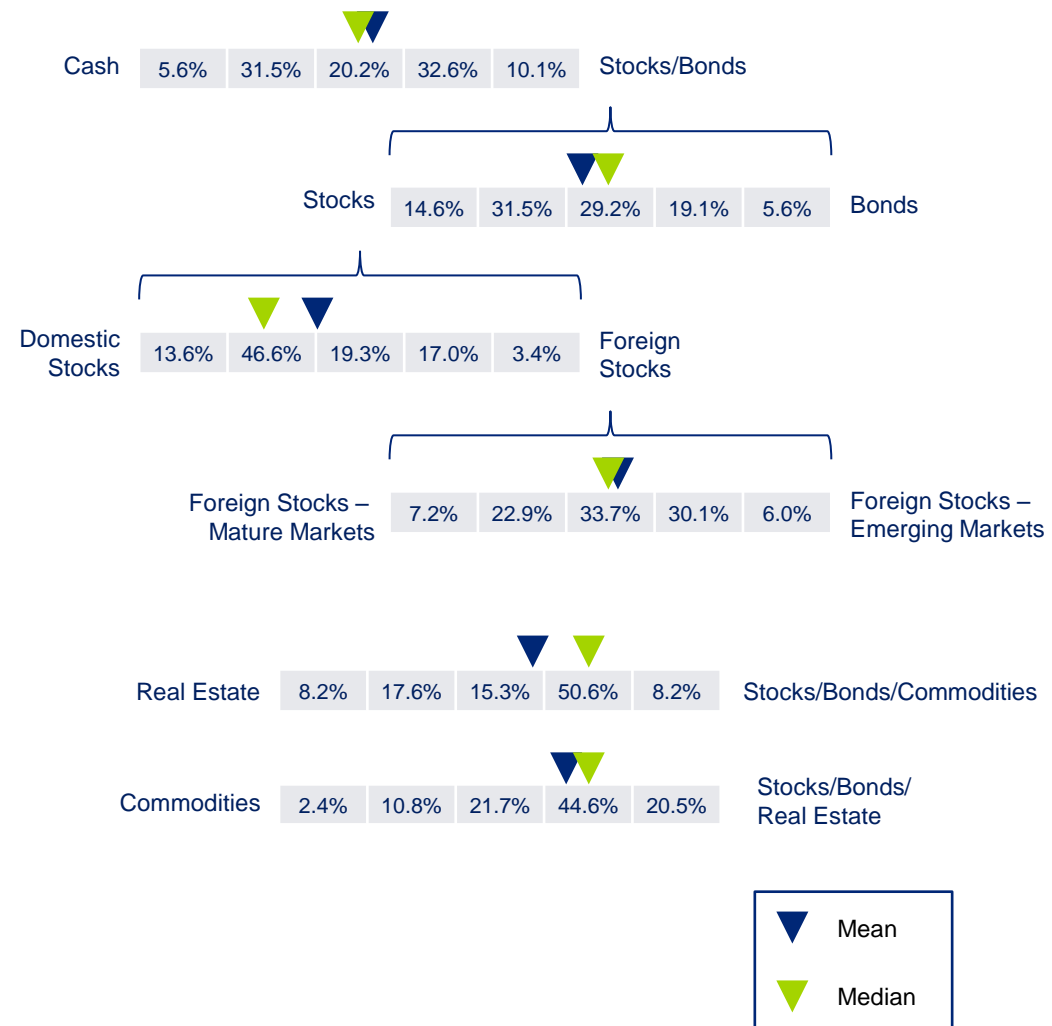 Cash 5.6% 31.5% 20.2% 32.6% 10.1% Stocks/Bonds
Stocks 14.6% 31.5% 29.2% 19.1% 5.6% Bonds
Domestic
Stocks
13.6% 46.6% 19.3% 17.0% 3.4%
Foreign
Stocks
Foreign Stocks –
Mature Markets
7.2% 22.9% 33.7% 30.1% 6.0%
Foreign Stocks –
Emerging Markets
Real Estate 8.2% 17.6% 15.3% 50.6% 8.2% Stocks/Bonds/Commodities
Commodities 2.4% 10.8% 21.7% 44.6% 20.5%
Stocks/Bonds/
Real Estate
Mean
Median